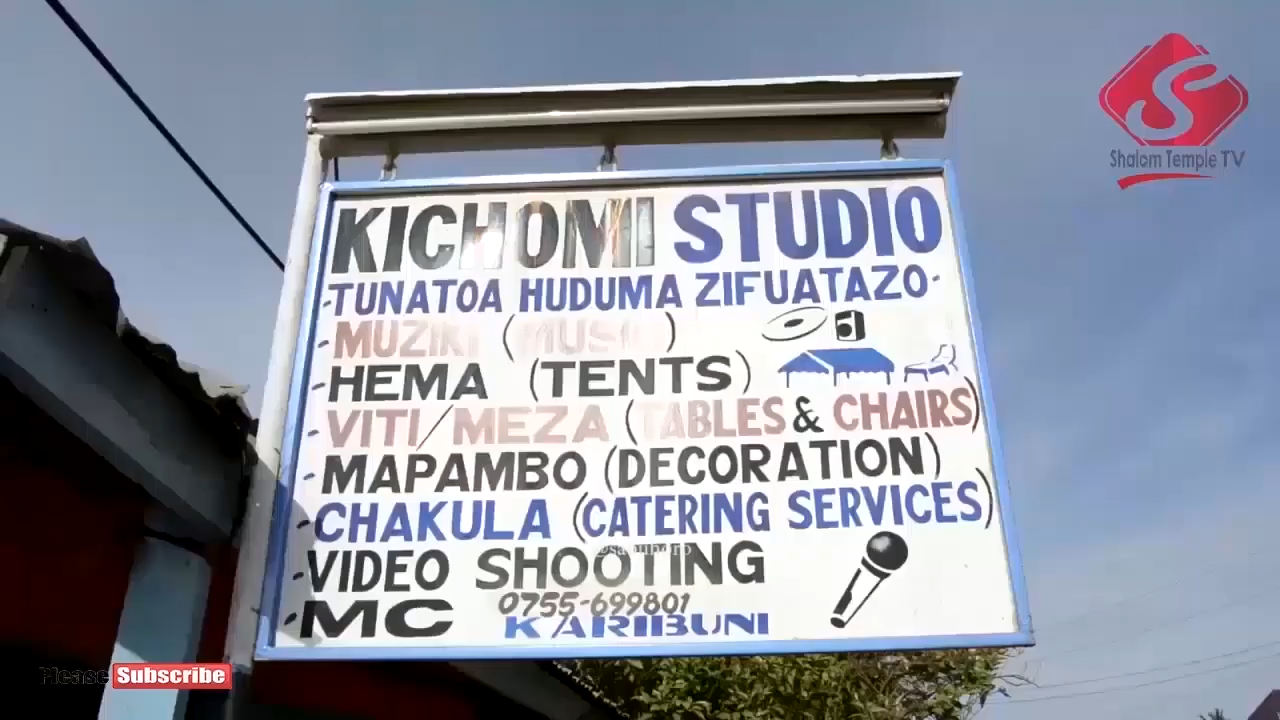 Shalom Temple TV
KICHOMI STUDIO
-TUNATOA HUDUMA ZIFUATAZO-
-MUZIKI (MUSIC)
-HEMA (TENTS)
-VITI/MEZA (TABLES & CHAIRS)
-MAPAMBO (DECORATION)
-CHAKULA (CATERING SERVICES)
-VIDEO SHOOTING
-MC 0755-699801
KARIBUNI
Please Subscribe